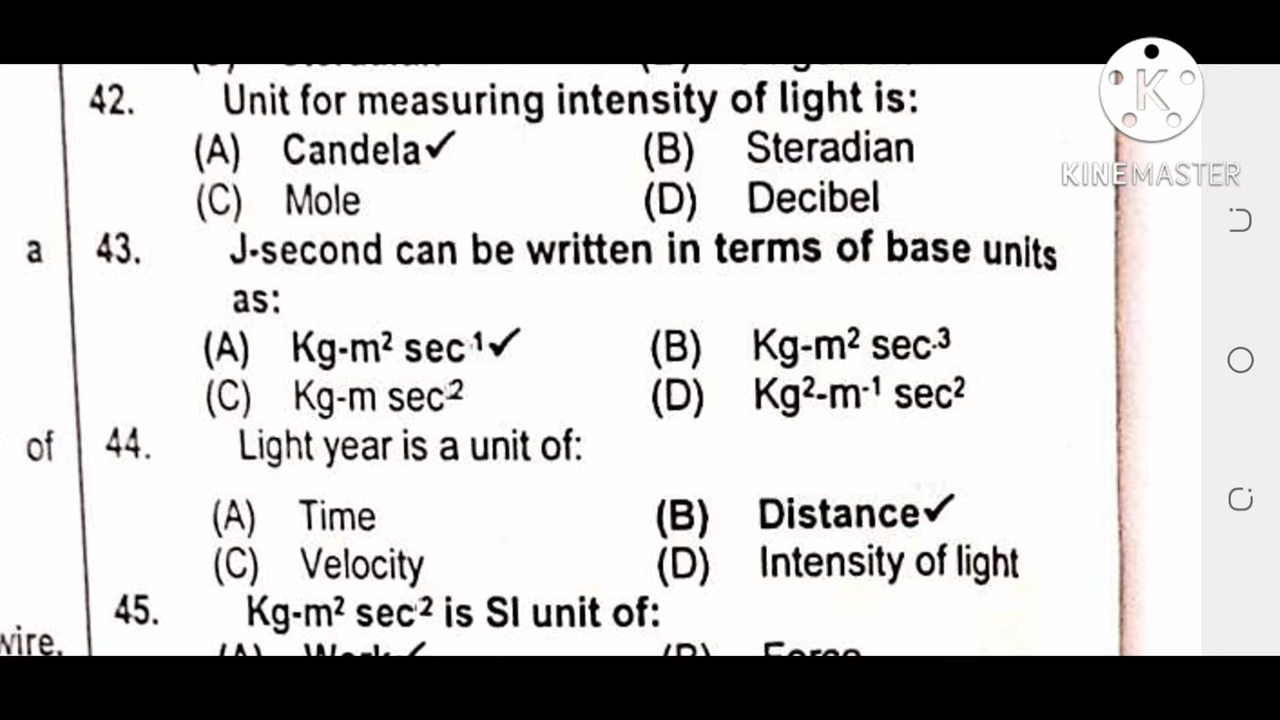 42. Unit for measuring intensity of light is:
(A) Candela✓ (B) Steradian
(C) Mole (D) Decibel
a 43. J-second can be written in terms of base units
as:
(A) Kg-m² sec⁻¹✓ (B) Kg-m² sec⁻³
(C) Kg-m sec⁻² (D) Kg²-m⁻¹ sec²
of 44. Light year is a unit of:
(A) Time (B) Distance✓
(C) Velocity (D) Intensity of light
45. Kg-m² sec⁻² is SI unit of:
wire. (A) Work✓ (B) Force
K
KINEMASTER